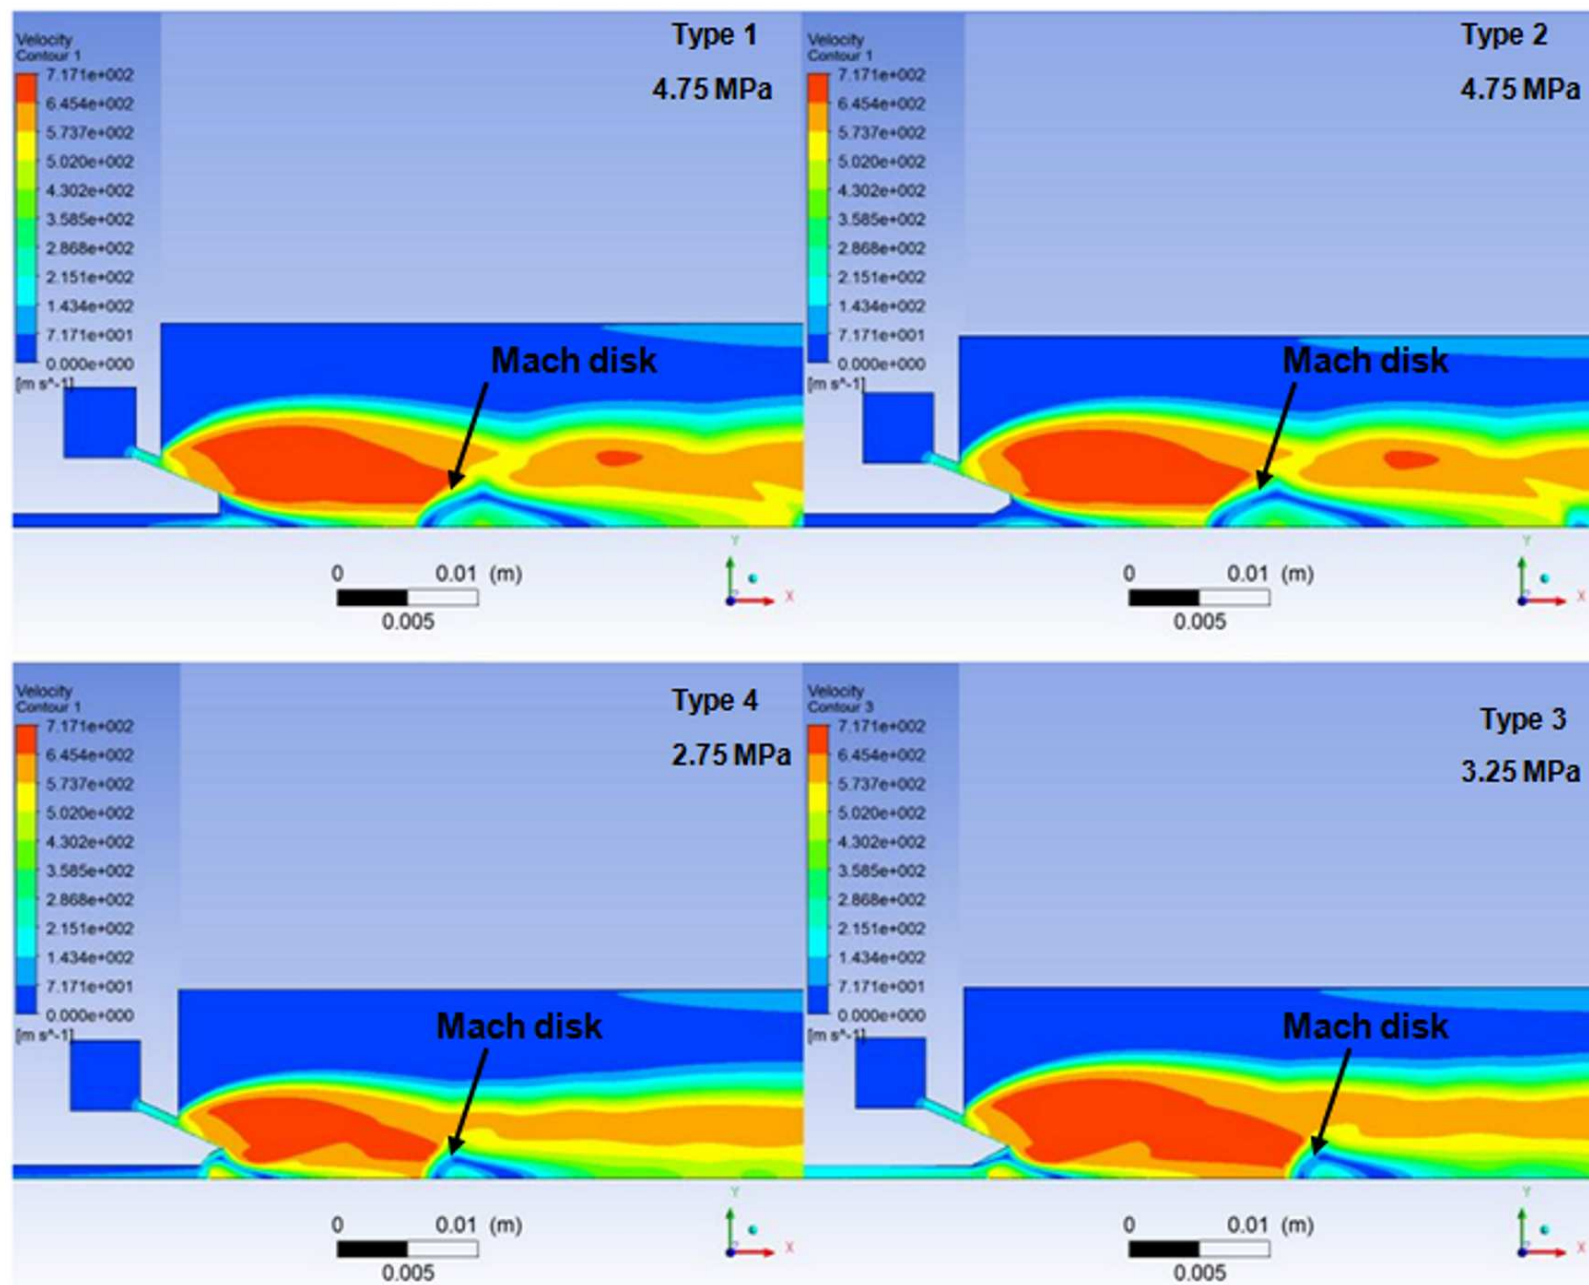 Velocity
Contour 1
7.171e+002
6.454e+002
5.737e+002
5.020e+002
4.302e+002
3.585e+002
2.868e+002
2.151e+002
1.434e+002
7.171e+001
0.000e+000
[m s^-1]
Type 1
4.75 MPa
Mach disk
0 0.01 (m)
0.005
Y
X
Velocity
Contour 1
7.171e+002
6.454e+002
5.737e+002
5.020e+002
4.302e+002
3.585e+002
2.868e+002
2.151e+002
1.434e+002
7.171e+001
0.000e+000
[m s^-1]
Type 2
4.75 MPa
Mach disk
0 0.01 (m)
0.005
Y
X
Velocity
Contour 1
7.171e+002
6.454e+002
5.737e+002
5.020e+002
4.302e+002
3.585e+002
2.868e+002
2.151e+002
1.434e+002
7.171e+001
0.000e+000
[m s^-1]
Type 4
2.75 MPa
Mach disk
0 0.01 (m)
0.005
Y
X
Velocity
Contour 3
7.171e+002
6.454e+002
5.737e+002
5.020e+002
4.302e+002
3.585e+002
2.868e+002
2.151e+002
1.434e+002
7.171e+001
0.000e+000
[m s^-1]
Type 3
3.25 MPa
Mach disk
0 0.01 (m)
0.005
Y
X